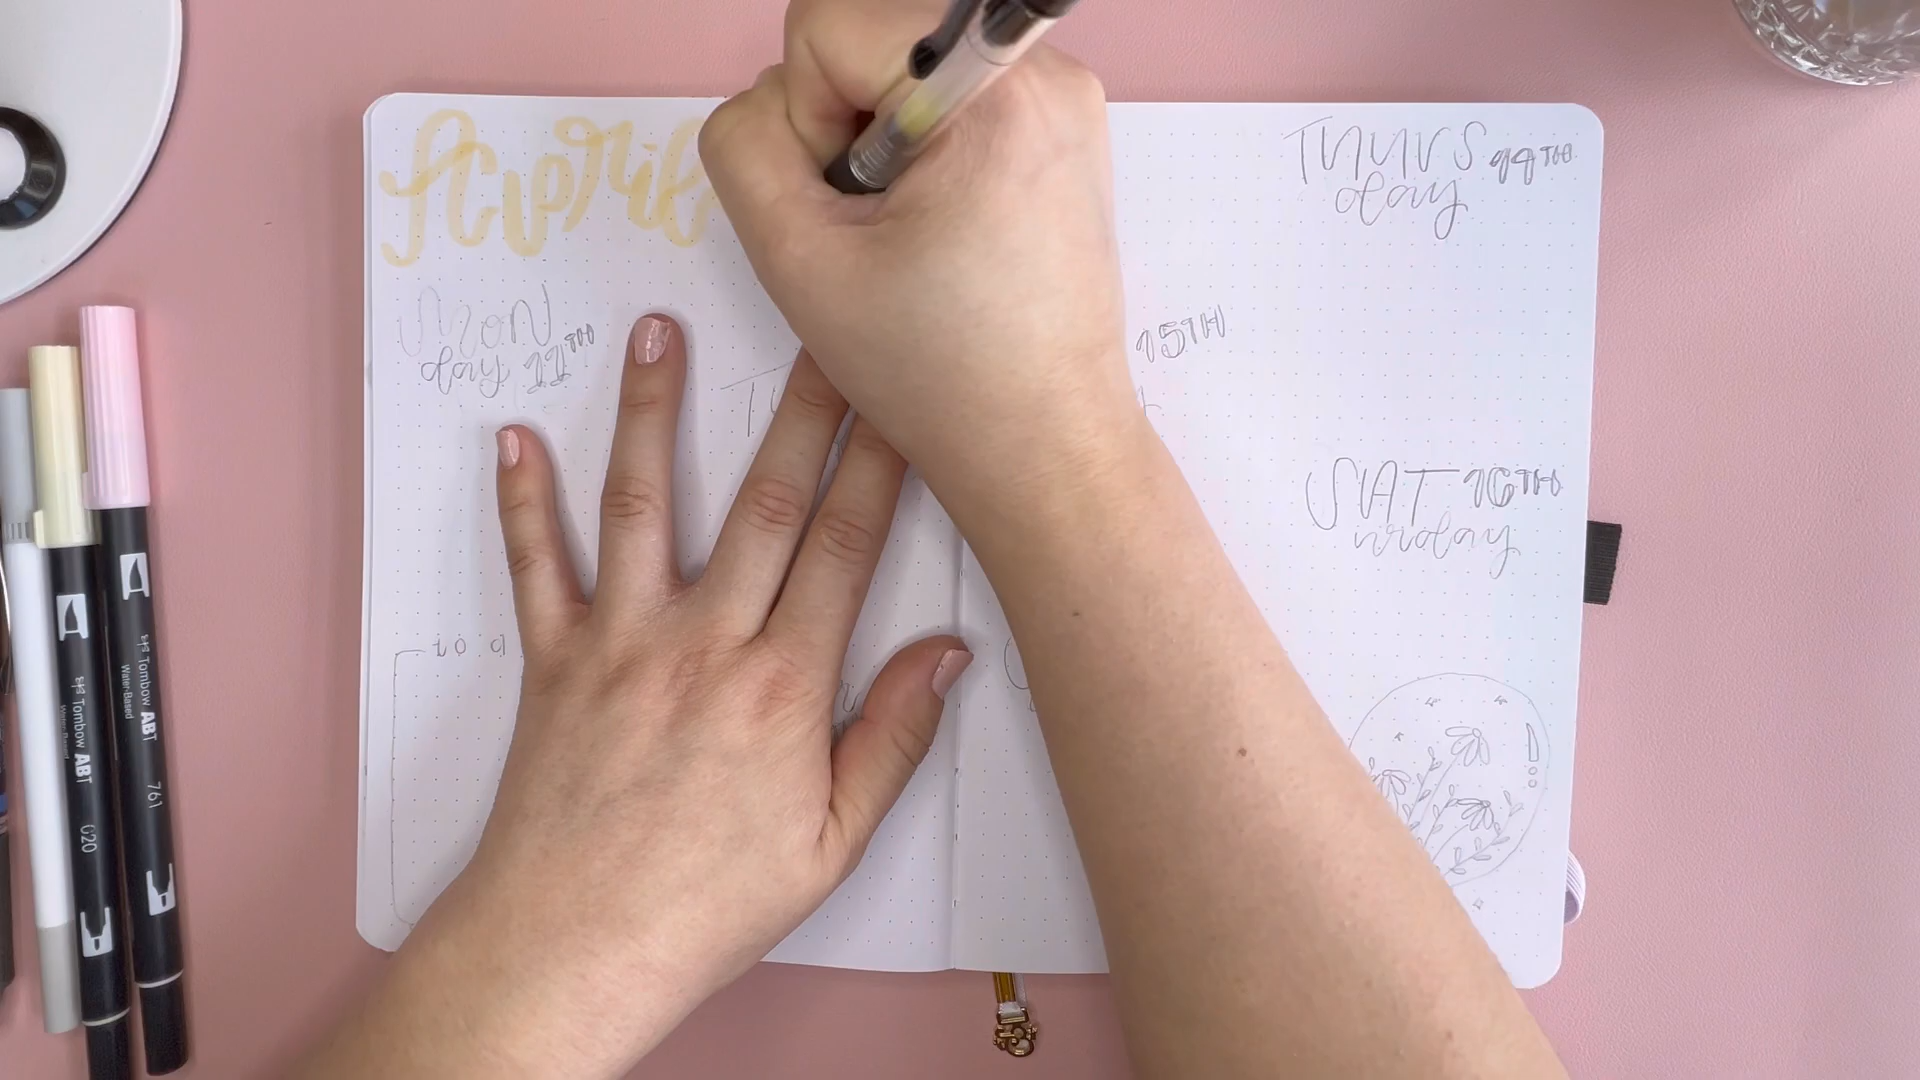 April
MON
day 11TH
to d
15TH
THURS 14TH
day
SAT 16TH
urday
Tombow ABT
Water-Based
020
Tombow ABT
Water-Based
761